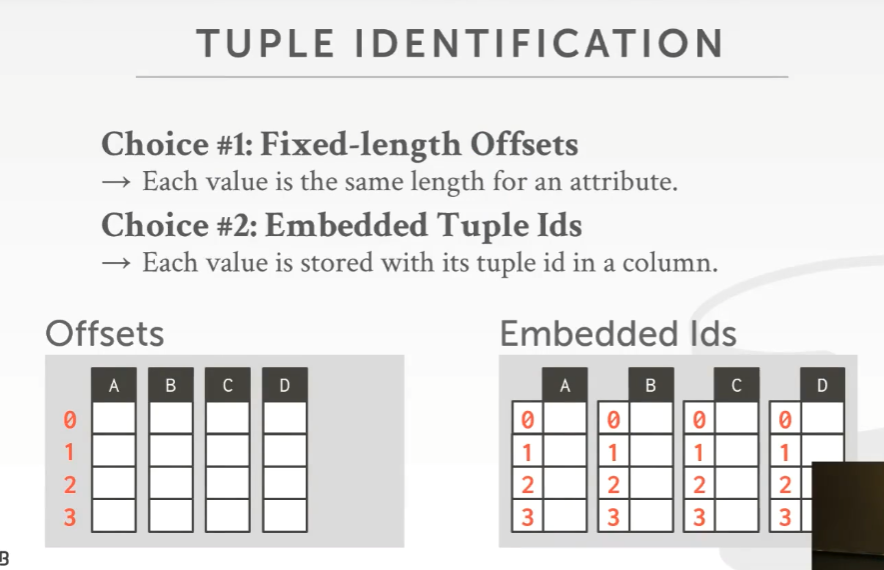 TUPLE IDENTIFICATION
Choice #1: Fixed-length Offsets
→ Each value is the same length for an attribute.
Choice #2: Embedded Tuple Ids
→ Each value is stored with its tuple id in a column.
Offsets
A B C D
0
1
2
3
Embedded Ids
A B C D
0 0 0 0
1 1 1 1
2 2 2 2
3 3 3 3
B